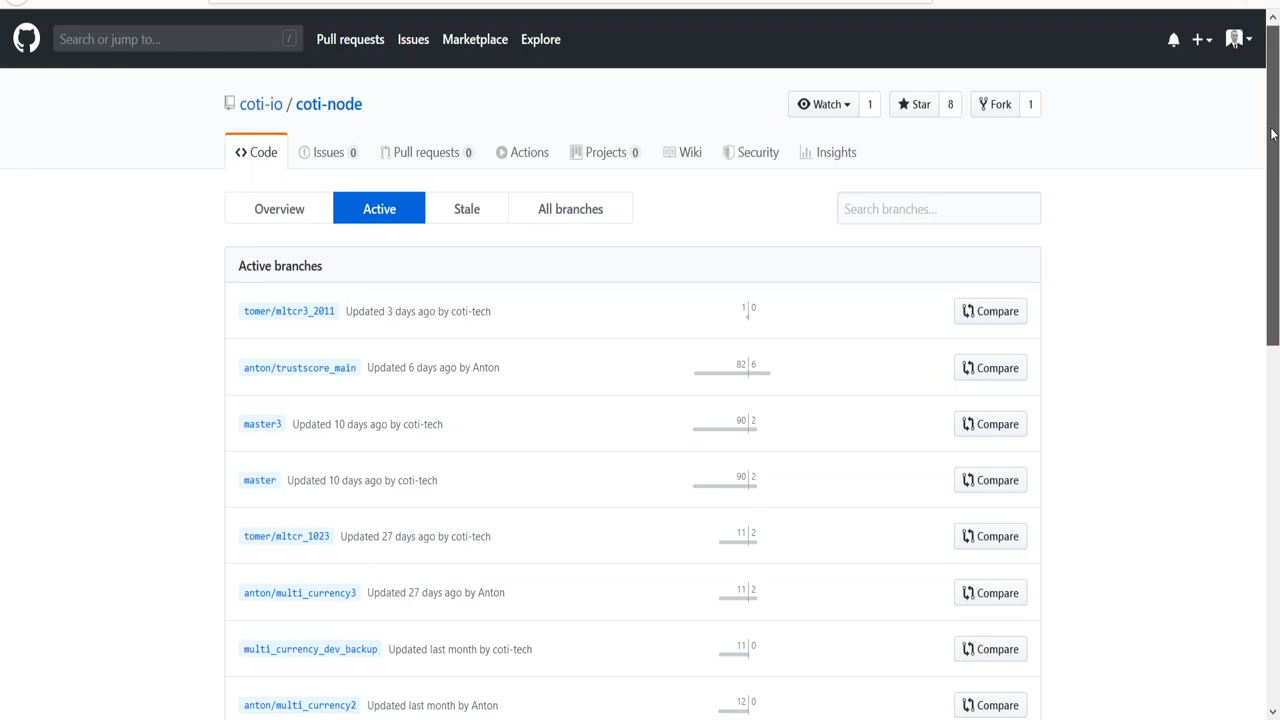 Search or jump to... /
Pull requests Issues Marketplace Explore
coti-io / coti-node
Watch 1 Star 8 Fork 1
Code Issues 0 Pull requests 0 Actions Projects 0 Wiki Security Insights
Overview Active Stale All branches Search branches...
Active branches
tomer/mltcr3_2011 Updated 3 days ago by coti-tech 1 0 Compare
anton/trustscore_main Updated 6 days ago by Anton 82 6 Compare
master3 Updated 10 days ago by coti-tech 90 2 Compare
master Updated 10 days ago by coti-tech 90 2 Compare
tomer/mltcr_1023 Updated 27 days ago by coti-tech 11 2 Compare
anton/multi_currency3 Updated 27 days ago by Anton 11 2 Compare
multi_currency_dev_backup Updated last month by coti-tech 11 0 Compare
anton/multi_currency2 Updated last month by Anton 12 0 Compare